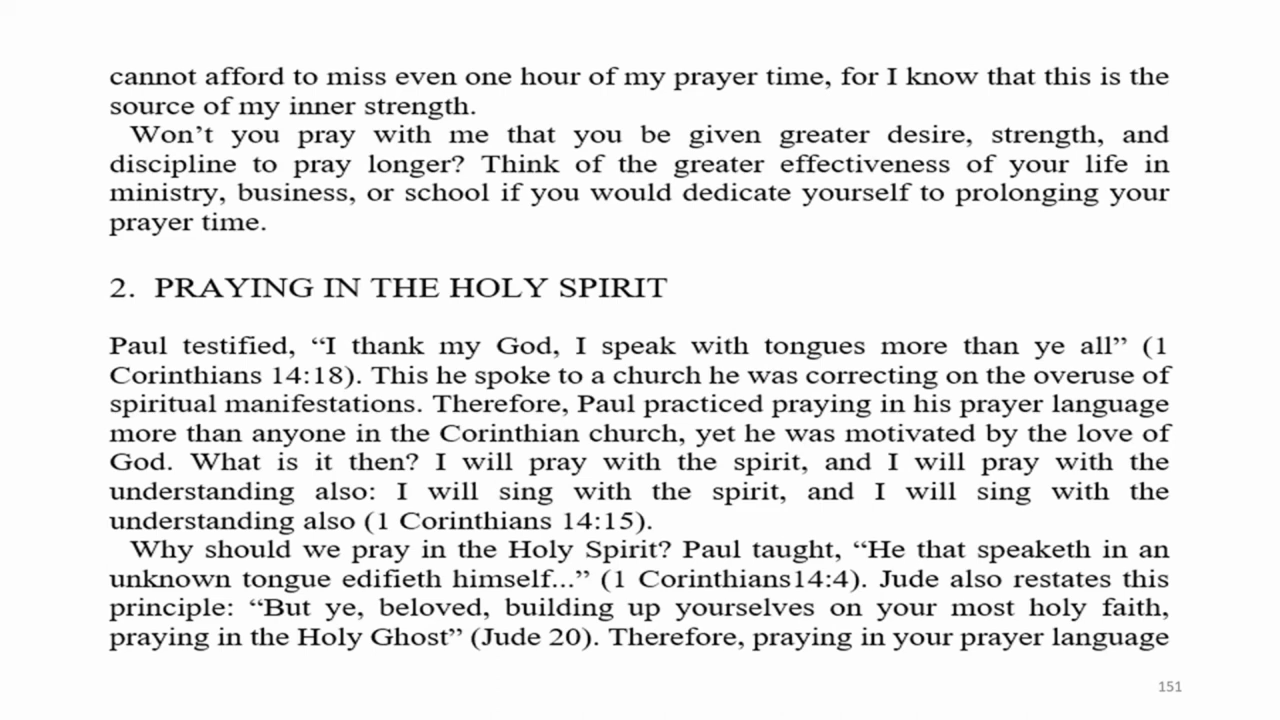 cannot afford to miss even one hour of my prayer time, for I know that this is the
source of my inner strength.
Won’t you pray with me that you be given greater desire, strength, and
discipline to pray longer? Think of the greater effectiveness of your life in
ministry, business, or school if you would dedicate yourself to prolonging your
prayer time.
2. PRAYING IN THE HOLY SPIRIT
Paul testified, “I thank my God, I speak with tongues more than ye all” (1
Corinthians 14:18). This he spoke to a church he was correcting on the overuse of
spiritual manifestations. Therefore, Paul practiced praying in his prayer language
more than anyone in the Corinthian church, yet he was motivated by the love of
God. What is it then? I will pray with the spirit, and I will pray with the
understanding also: I will sing with the spirit, and I will sing with the
understanding also (1 Corinthians 14:15).
Why should we pray in the Holy Spirit? Paul taught, “He that speaketh in an
unknown tongue edifieth himself...” (1 Corinthians14:4). Jude also restates this
principle: “But ye, beloved, building up yourselves on your most holy faith,
praying in the Holy Ghost” (Jude 20). Therefore, praying in your prayer language
151